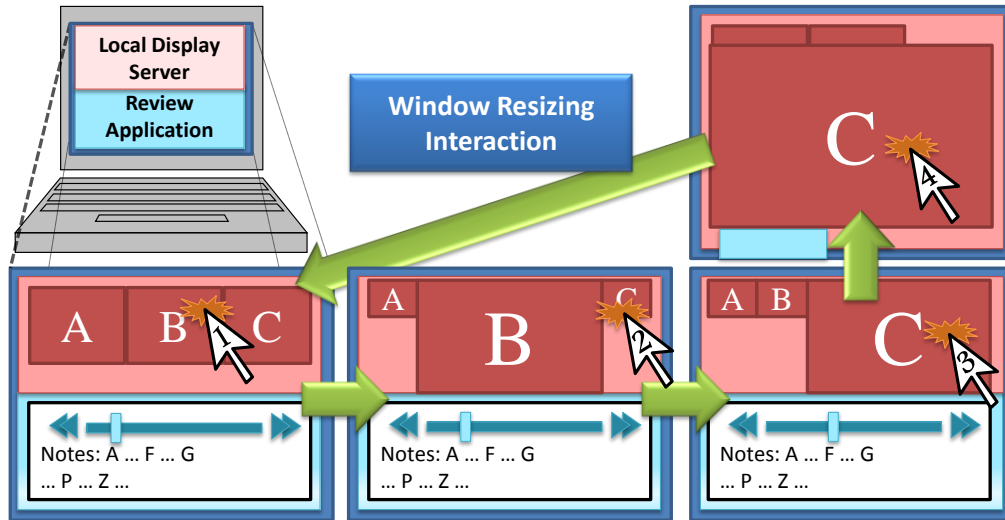 Local Display
Server
Review
Application
Window Resizing
Interaction
C
4
A
B
C
1
Notes: A ... F ... G
... P ... Z ...
A
B
C
2
Notes: A ... F ... G
... P ... Z ...
A
B
C
3
Notes: A ... F ... G
... P ... Z ...